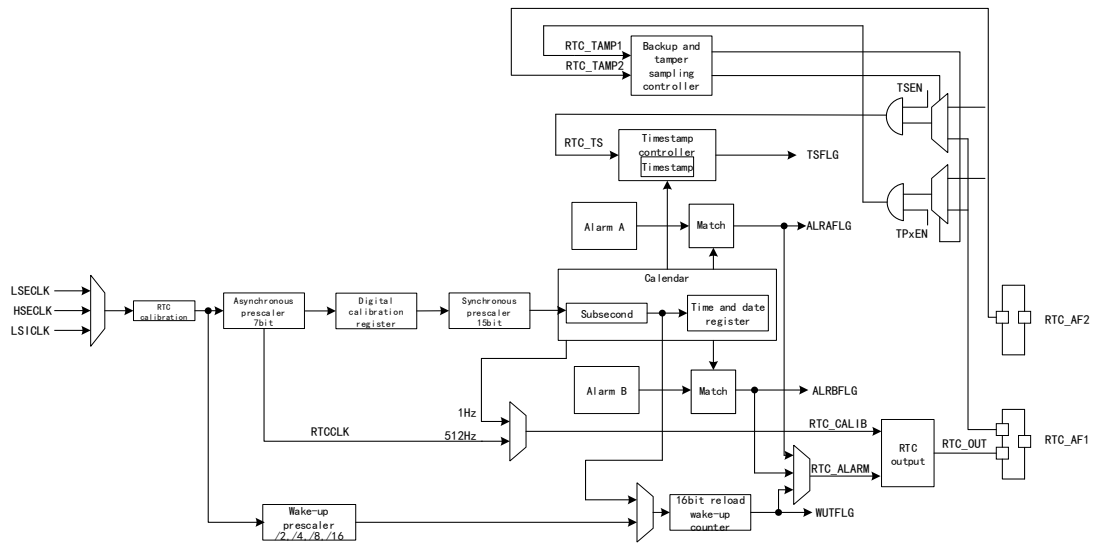 RTC_TAMP1
RTC_TAMP2
Backup and
tamper
sampling
controller
TSEN
RTC_TS
Timestamp
controller
Timestamp
TSFLG
Alarm A
Match
ALRAFLG
TPxEN
Calendar
LSECLK
HSECLK
LSICLK
RTC
calibration
Asynchronous
prescaler
7bit
Digital
calibration
register
Synchronous
prescaler
15bit
Subsecond
Time and date
register
RTC_AF2
Alarm B
Match
ALRBFLG
1Hz
RTCCLK
512Hz
RTC_CALIB
RTC
output
RTC_OUT
RTC_AF1
RTC_ALARM
Wake-up
prescaler
/2,/4,/8,/16
16bit reload
wake-up
counter
WUTFLG